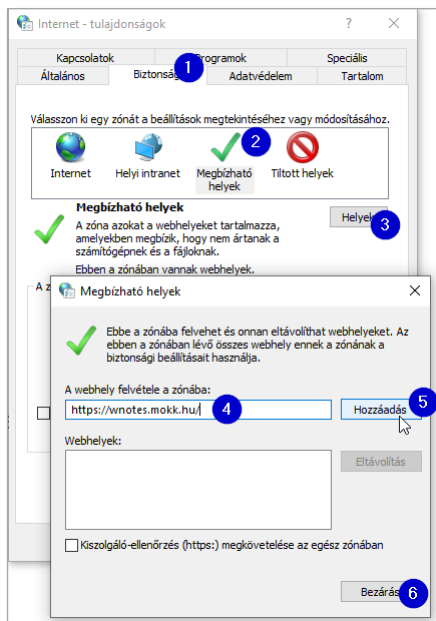 Internet - tulajdonságok
Kapcsolatok
Programok
Speciális
Általános
1
Adatvédelem
Tartalom
Válasszon ki egy zónát a beállítások megtekintéséhez vagy módosításához.
2
Internet
Helyi intranet
Megbízható
helyek
Tiltott helyek
Megbízható helyek
A zóna azokat a webhelyeket tartalmazza,
amelyekben megbízik, hogy nem ártanak a
számítógépnek és a fájloknak.
Ebben a zónában vannak webhelyek.
3
A z
Megbízható helyek
Ebbe a zónába felvehet és onnan eltávolíthat webhelyeket. Az
ebben a zónában lévő összes webhely ennek a zónának a
biztonsági beállításait használja.
A webhely felvétele a zónába:
https://wnotes.mokk.hu/
4
Hozzáadás
5
Webhelyek:
Eltávolítás
Kiszolgáló-ellenőrzés (https:) megkövetelése az egész zónában
Bezárás
6